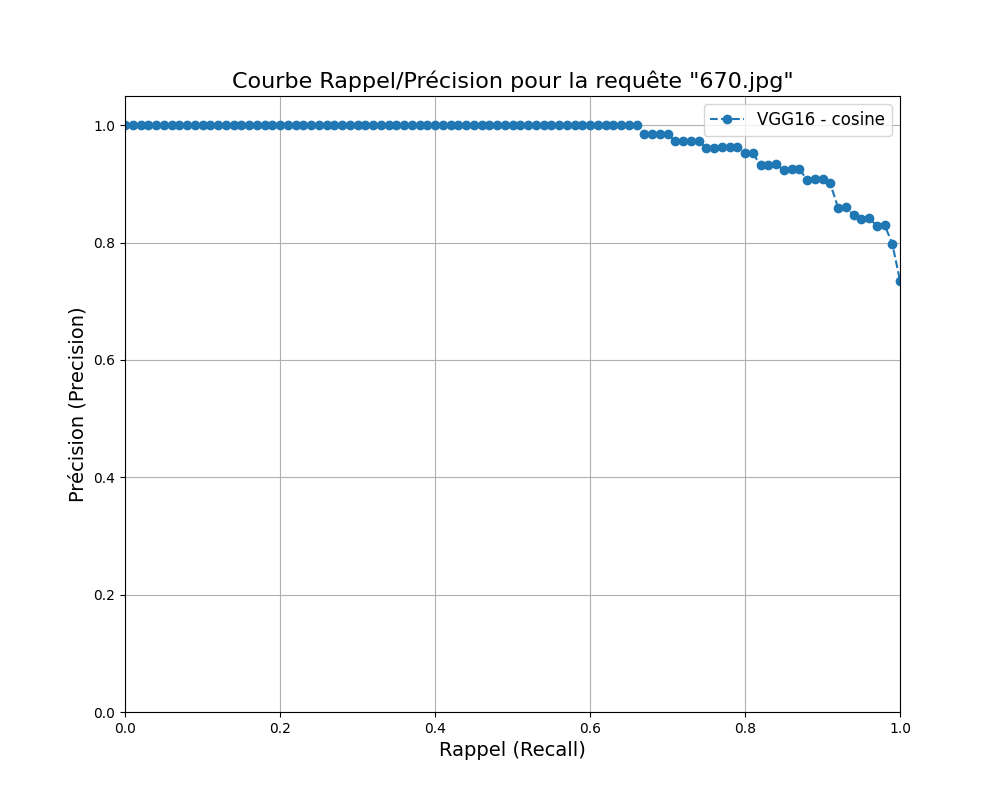 Courbe Rappel/Précision pour la requête "670.jpg"
VGG16 - cosine
1.0
0.8
0.6
0.4
0.2
0.0
Précision (Precision)
0.0 0.2 0.4 0.6 0.8 1.0
Rappel (Recall)